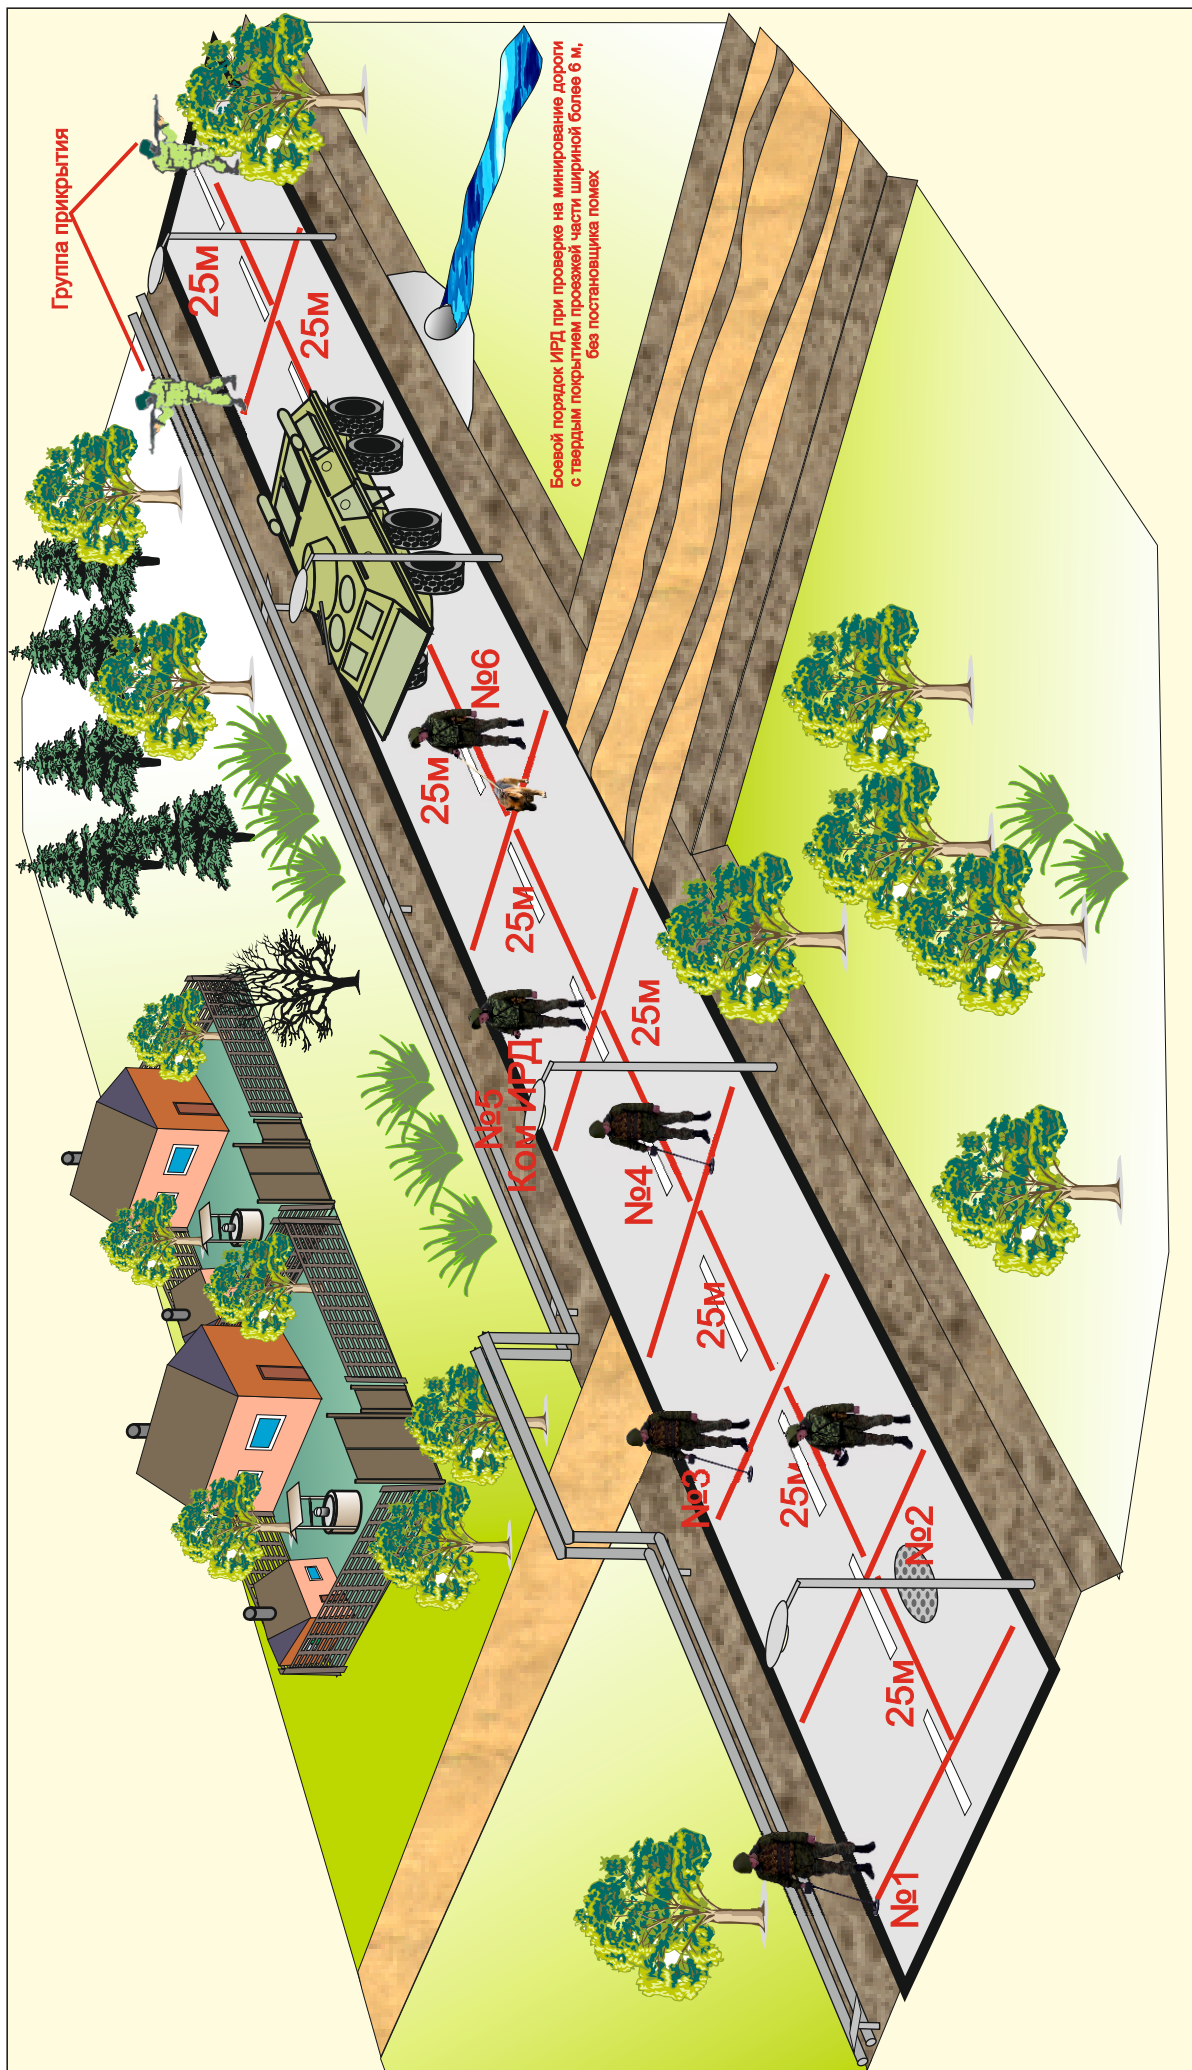 Группа прикрытия
25м
25м
Боевой порядок ИРД при проверке на минирование дороги
с твердым покрытием проезжей части шириной более 6 м,
без постановщика помех
№6
25м
25м
25м
№5
Ком ИРД
№4
25м
№3
25м
№2
25м
№1